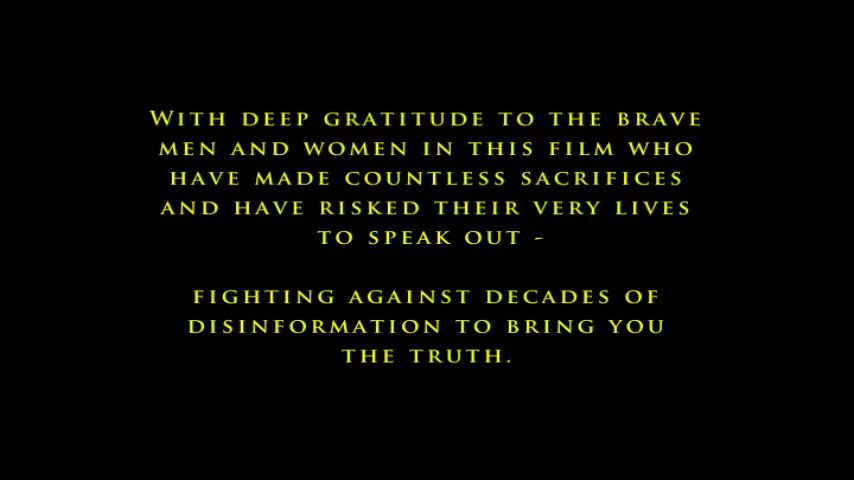 With deep gratitude to the brave
men and women in this film who
have made countless sacrifices
and have risked their very lives
to speak out -
fighting against decades of
disinformation to bring you
the truth.